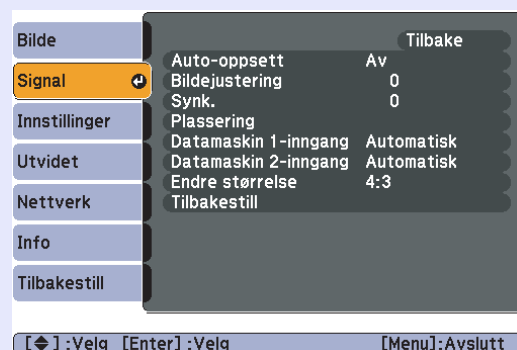 Bilde
Signal
Innstillinger
Utvidet
Nettverk
Info
Tilbakestill
Tilbake
Auto-oppsett Av
Bildejustering 0
Synk. 0
Plassering
Datamaskin 1-inngang Automatisk
Datamaskin 2-inngang Automatisk
Endre størrelse 4:3
Tilbakestill
[◆] :Velg [Enter] :Velg [Menu]:Avslutt